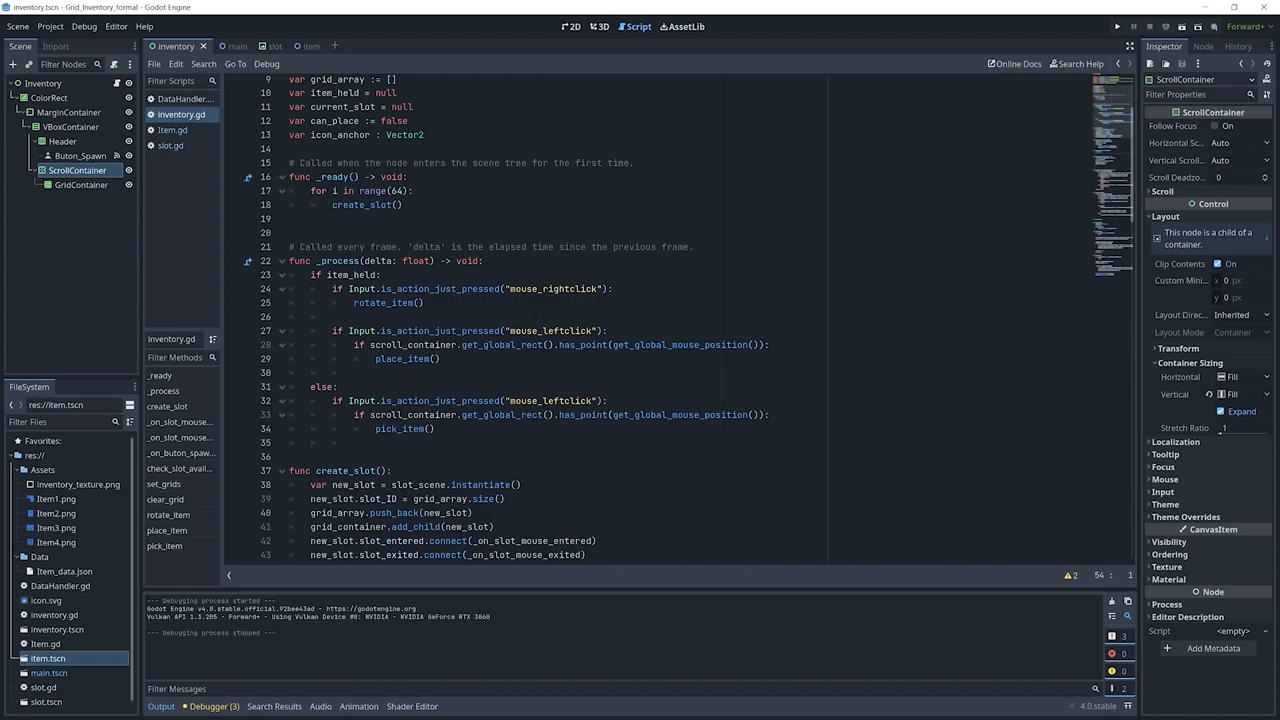 inventory.tscn - Grid_Inventory_formal - Godot Engine
Scene Project Debug Editor Help
2D 3D Script AssetLib
Forward+
Scene Import
Filter Nodes
Inventory
ColorRect
MarginContainer
VBoxContainer
Header
Buton_Spawn
ScrollContainer
GridContainer
FileSystem
res://item.tscn
Filter Files
Favorites:
res://
Assets
inventory_texture.png
Item1.png
Item2.png
Item3.png
Item4.png
Data
Item_data.json
DataHandler.gd
icon.svg
inventory.gd
inventory.tscn
Item.gd
item.tscn
main.tscn
slot.gd
slot.tscn
inventory main slot item
File Edit Search Go To Debug
Online Docs Search Help
Filter Scripts
DataHandler...
inventory.gd
Item.gd
slot.gd
inventory.gd
Filter Methods
_ready
_process
create_slot
_on_slot_mouse...
_on_slot_mouse...
_on_buton_spaw...
check_slot_avail...
set_grids
clear_grid
rotate_item
place_item
pick_item
9 var grid_array := []
10 var item_held = null
11 var current_slot = null
12 var can_place := false
13 var icon_anchor : Vector2
14
15 # Called when the node enters the scene tree for the first time.
16 func _ready() -> void:
17 for i in range(64):
18 create_slot()
19
20
21 # Called every frame. 'delta' is the elapsed time since the previous frame.
22 func _process(delta: float) -> void:
23 if item_held:
24 if Input.is_action_just_pressed("mouse_rightclick"):
25 rotate_item()
26
27 if Input.is_action_just_pressed("mouse_leftclick"):
28 if scroll_container.get_global_rect().has_point(get_global_mouse_position()):
29 place_item()
30
31 else:
32 if Input.is_action_just_pressed("mouse_leftclick"):
33 if scroll_container.get_global_rect().has_point(get_global_mouse_position()):
34 pick_item()
35
36
37 func create_slot():
38 var new_slot = slot_scene.instantiate()
39 new_slot.slot_ID = grid_array.size()
40 grid_array.push_back(new_slot)
41 grid_container.add_child(new_slot)
42 new_slot.slot_entered.connect(_on_slot_mouse_entered)
43 new_slot.slot_exited.connect(_on_slot_mouse_exited)
2 54 : 1
--- Debugging process started ---
Godot Engine v4.0.stable.official.92bee43ad - https://godotengine.org
Vulkan API 1.3.205 - Forward+ - Using Vulkan Device #0: NVIDIA - NVIDIA GeForce RTX 3060
--- Debugging process stopped ---
3
0
0
2
Filter Messages
Output Debugger (3) Search Results Audio Animation Shader Editor
4.0.stable
Inspector Node History
ScrollContainer
Filter Properties
ScrollContainer
Follow Focus On
Horizontal Sc... Auto
Vertical Scroll... Auto
Scroll Deadzo... 0
Scroll
Control
Layout
This node is a child of a
container.
Clip Contents On
Custom Mini... x 0 px
y 0 px
Layout Direc... Inherited
Layout Mode Container
Transform
Container Sizing
Horizontal Fill
Vertical Fill
Expand
Stretch Ratio 1
Localization
Tooltip
Focus
Mouse
Input
Theme
Theme Overrides
CanvasItem
Visibility
Ordering
Texture
Material
Node
Process
Editor Description
Script <empty>
Add Metadata